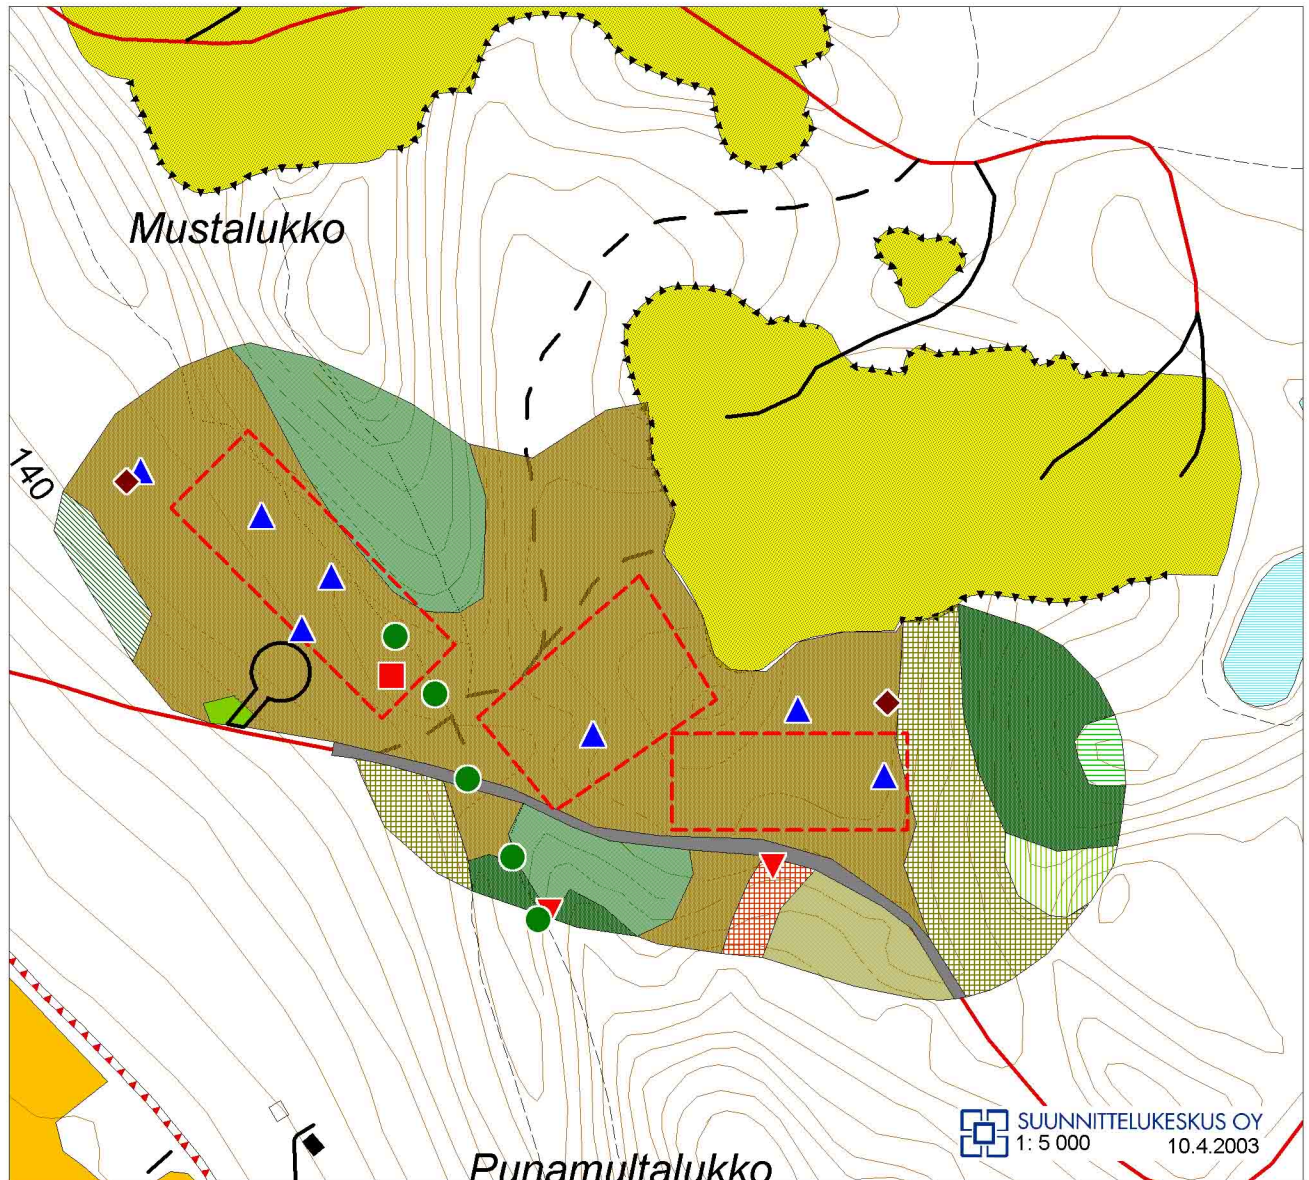 Mustalukko
140
SUUNNITTELUKESKUS OY
1: 5 000 10.4.2003
Punamultalukko